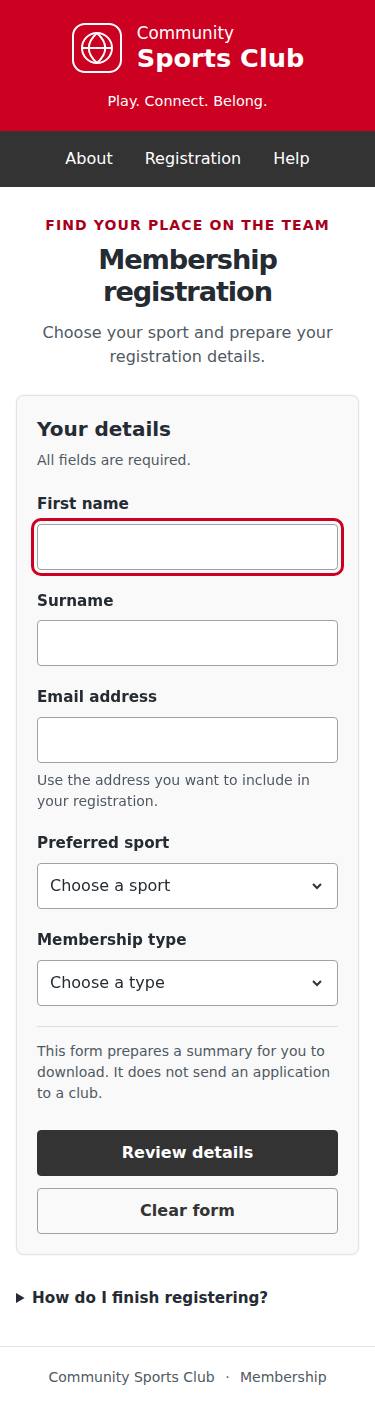 Community
Sports Club
Play. Connect. Belong.
About Registration Help
FIND YOUR PLACE ON THE TEAM
Membership
registration
Choose your sport and prepare your
registration details.
Your details
All fields are required.
First name
Surname
Email address
Use the address you want to include in
your registration.
Preferred sport
Choose a sport
Membership type
Choose a type
This form prepares a summary for you to
download. It does not send an application
to a club.
Review details
Clear form
How do I finish registering?
Community Sports Club · Membership